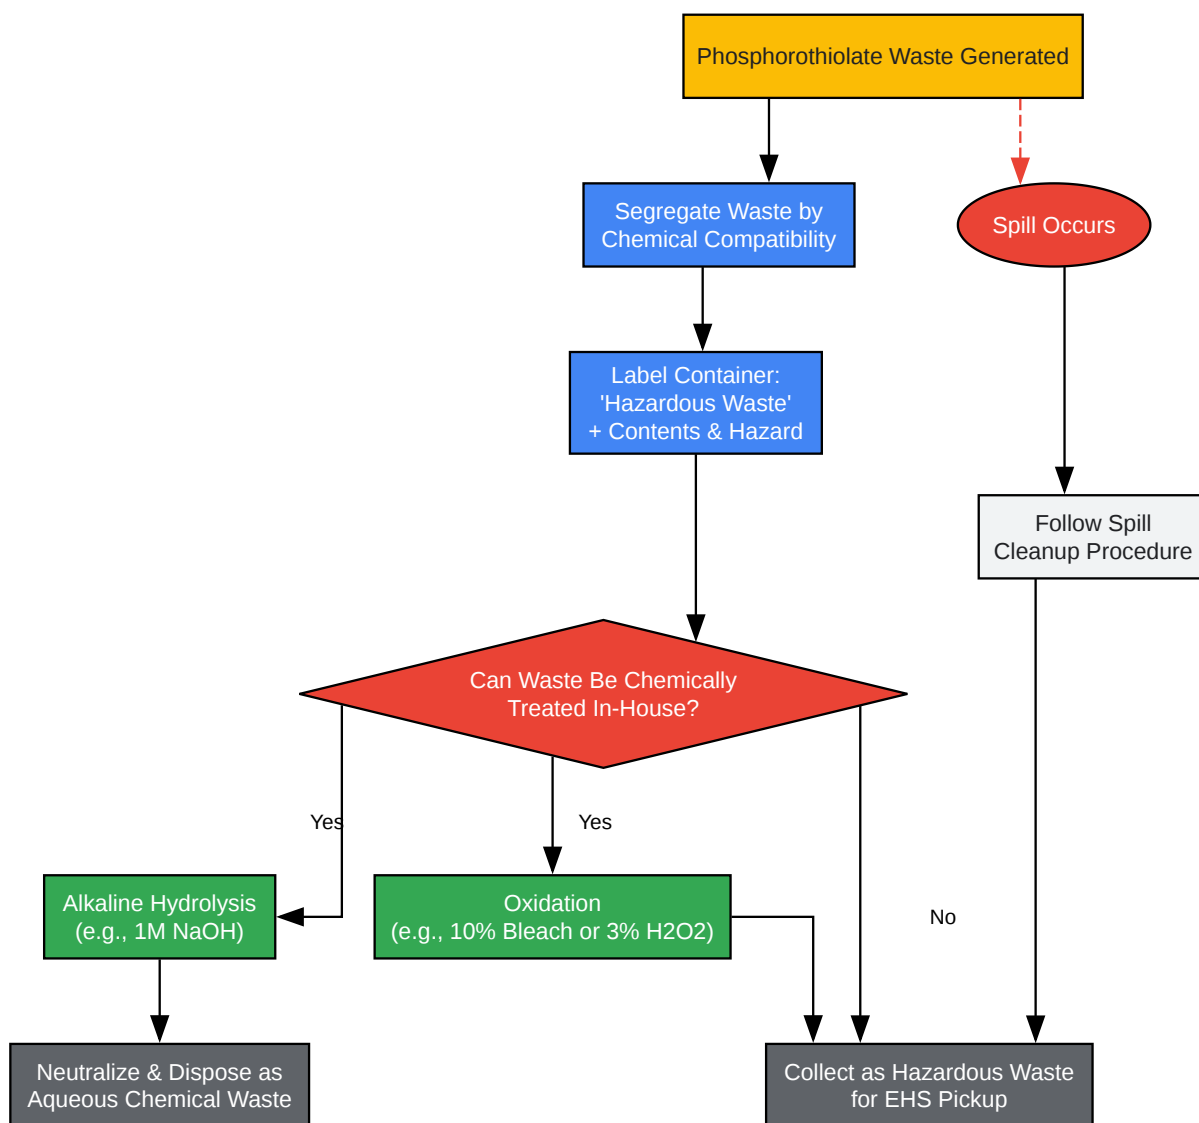 Phosphorothiolate Waste Generated
Segregate Waste by
Chemical Compatibility
Spill Occurs
Label Container:
'Hazardous Waste'
+ Contents & Hazard
Follow Spill
Cleanup Procedure
Can Waste Be Chemically
Treated In-House?
Yes
Yes
Alkaline Hydrolysis
(e.g., 1M NaOH)
Oxidation
(e.g., 10% Bleach or 3% H2O2)
No
Neutralize & Dispose as
Aqueous Chemical Waste
Collect as Hazardous Waste
for EHS Pickup